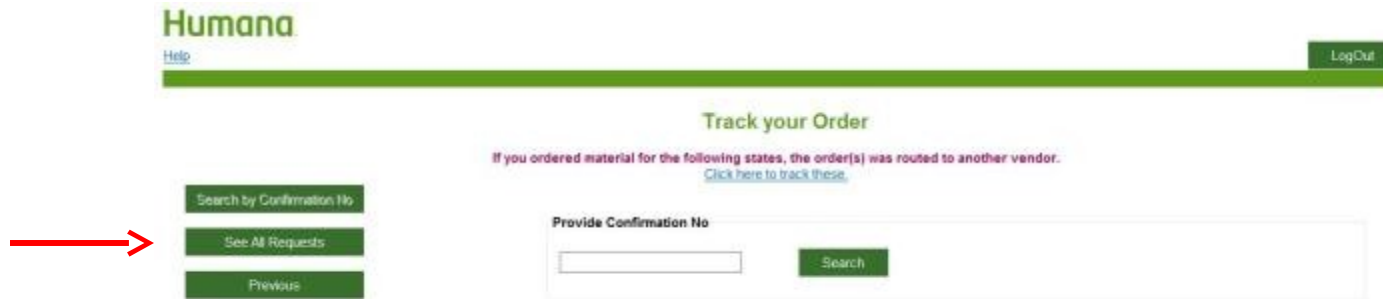 Humana
Help
LogOut
Track your Order
If you ordered material for the following states, the order(s) was routed to another vendor.
Click here to track these.
Search by Confirmation No
See All Requests
Previous
Provide Confirmation No
Search